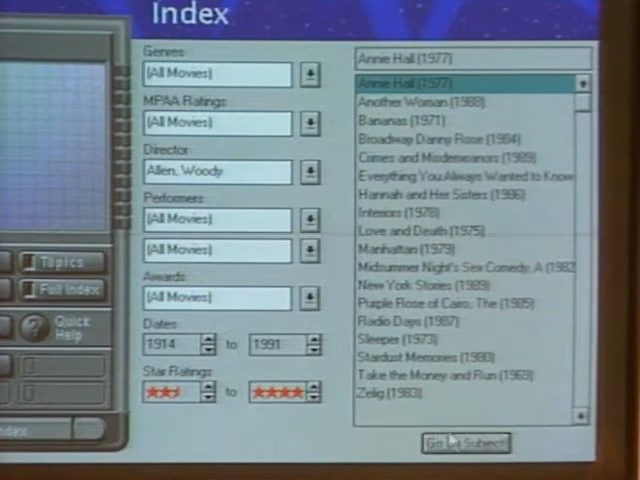 Index
Genres
(All Movies)
MPAA Ratings
(All Movies)
Director
Allen, Woody
Performers
(All Movies)
(All Movies)
Awards
(All Movies)
Dates
1914 to 1991
Star Ratings
to
Annie Hall (1977)
Annie Hall (1977)
Another Woman (1988)
Bananas (1971)
Broadway Danny Rose (1984)
Crimes and Misdemeanors (1989)
Everything You Always Wanted to Know
Hannah and Her Sisters (1986)
Interiors (1978)
Love and Death (1975)
Manhattan (1979)
Midsummer Night's Sex Comedy, A (1982
New York Stories (1989)
Purple Rose of Cairo, The (1985)
Radio Days (1987)
Sleeper (1973)
Stardust Memories (1980)
Take the Money and Run (1969)
Zelig (1983)
Go To Subject
Topics
Full Index
? Quick
Help
ndex